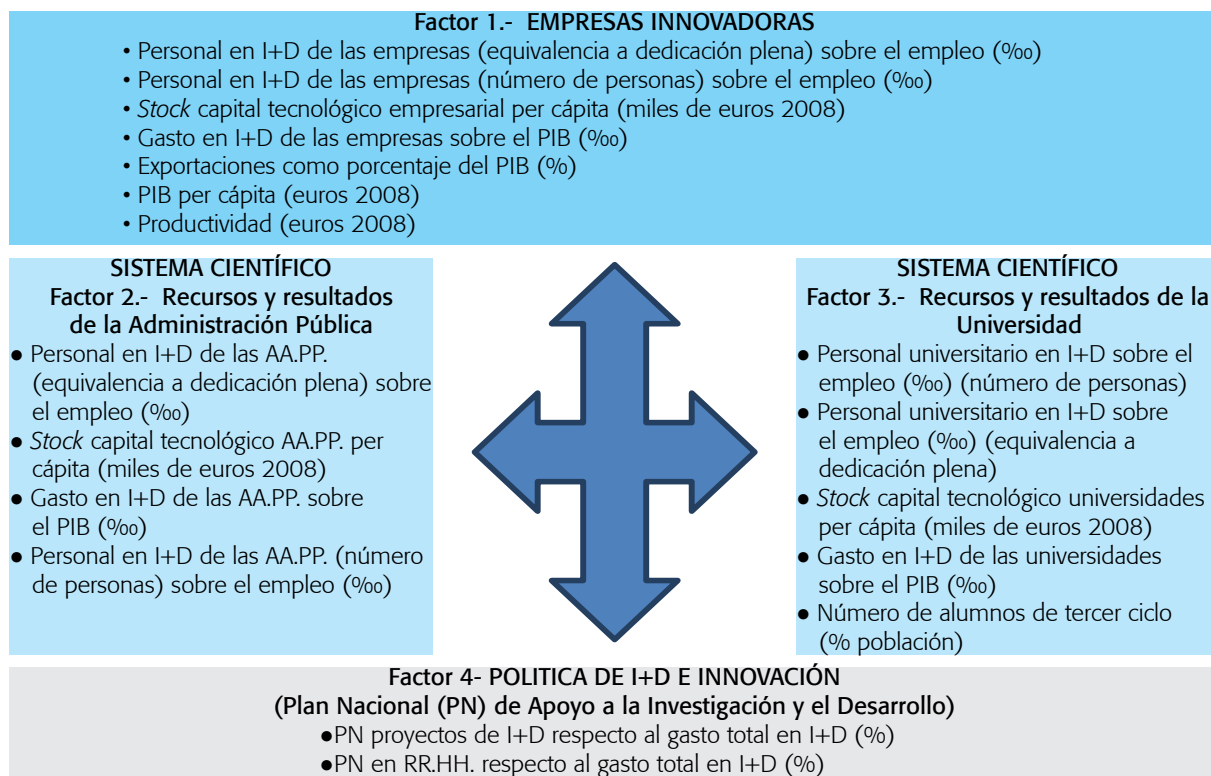 Factor 1.- EMPRESAS INNOVADORAS
• Personal en I+D de las empresas (equivalencia a dedicación plena) sobre el empleo (‰)
• Personal en I+D de las empresas (número de personas) sobre el empleo (‰)
• Stock capital tecnológico empresarial per cápita (miles de euros 2008)
• Gasto en I+D de las empresas sobre el PIB (‰)
• Exportaciones como porcentaje del PIB (%)
• PIB per cápita (euros 2008)
• Productividad (euros 2008)
SISTEMA CIENTÍFICO
Factor 2.- Recursos y resultados
de la Administración Pública
● Personal en I+D de las AA.PP.
(equivalencia a dedicación plena) sobre
el empleo (‰)
● Stock capital tecnológico AA.PP. per
cápita (miles de euros 2008)
● Gasto en I+D de las AA.PP. sobre
el PIB (‰)
● Personal en I+D de las AA.PP. (número
de personas) sobre el empleo (‰)
SISTEMA CIENTÍFICO
Factor 3.- Recursos y resultados de la
Universidad
● Personal universitario en I+D sobre el
empleo (‰) (número de personas)
● Personal universitario en I+D sobre
el empleo (‰) (equivalencia a
dedicación plena)
● Stock capital tecnológico universidades
per cápita (miles de euros 2008)
● Gasto en I+D de las universidades
sobre el PIB (‰)
● Número de alumnos de tercer ciclo
(% población)
Factor 4- POLITICA DE I+D E INNOVACIÓN
(Plan Nacional (PN) de Apoyo a la Investigación y el Desarrollo)
●PN proyectos de I+D respecto al gasto total en I+D (%)
●PN en RR.HH. respecto al gasto total en I+D (%)